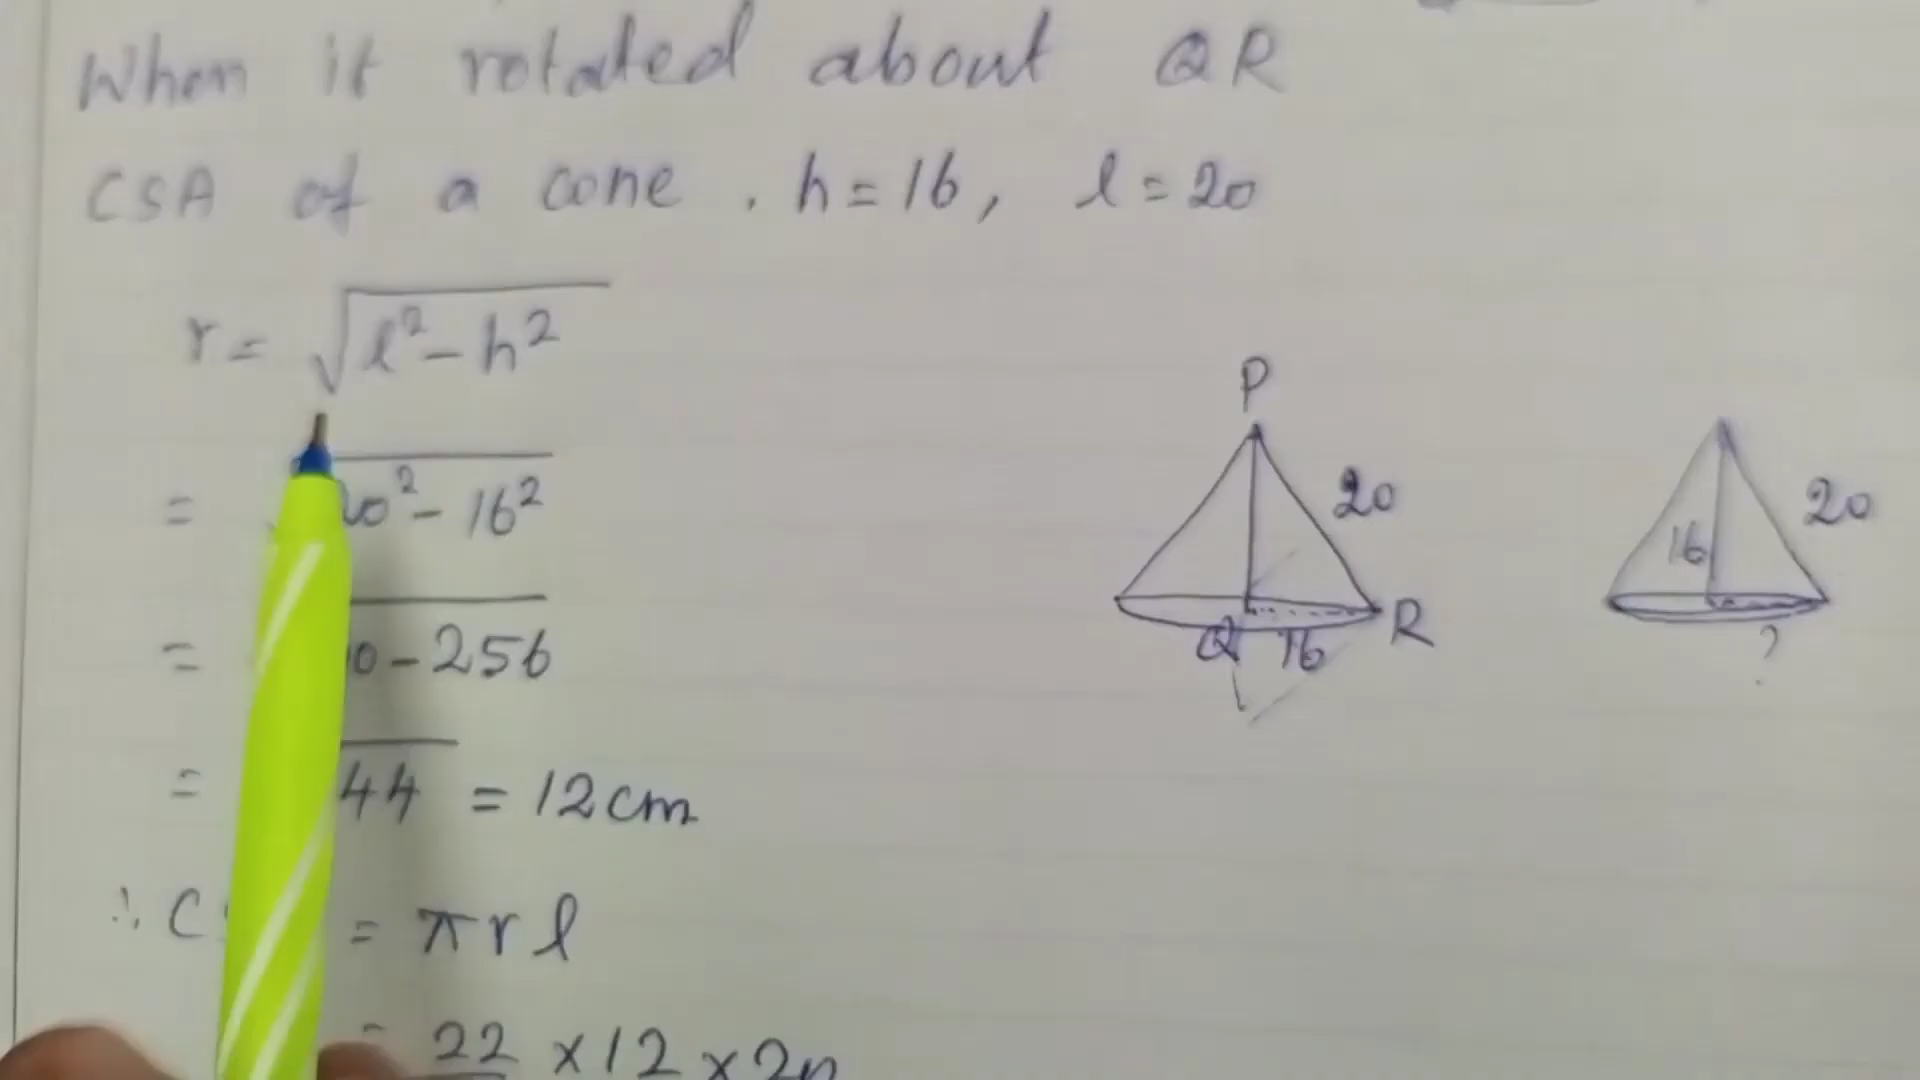 When it rotated about QR
CSA of a cone. h = 16, l = 20
r = √l² - h²
= 20² - 16²
= 0 - 256
= 44 = 12cm
∴ C = πrl
= 22 × 12 × 20
P
20
Q 16 R
20
16
?